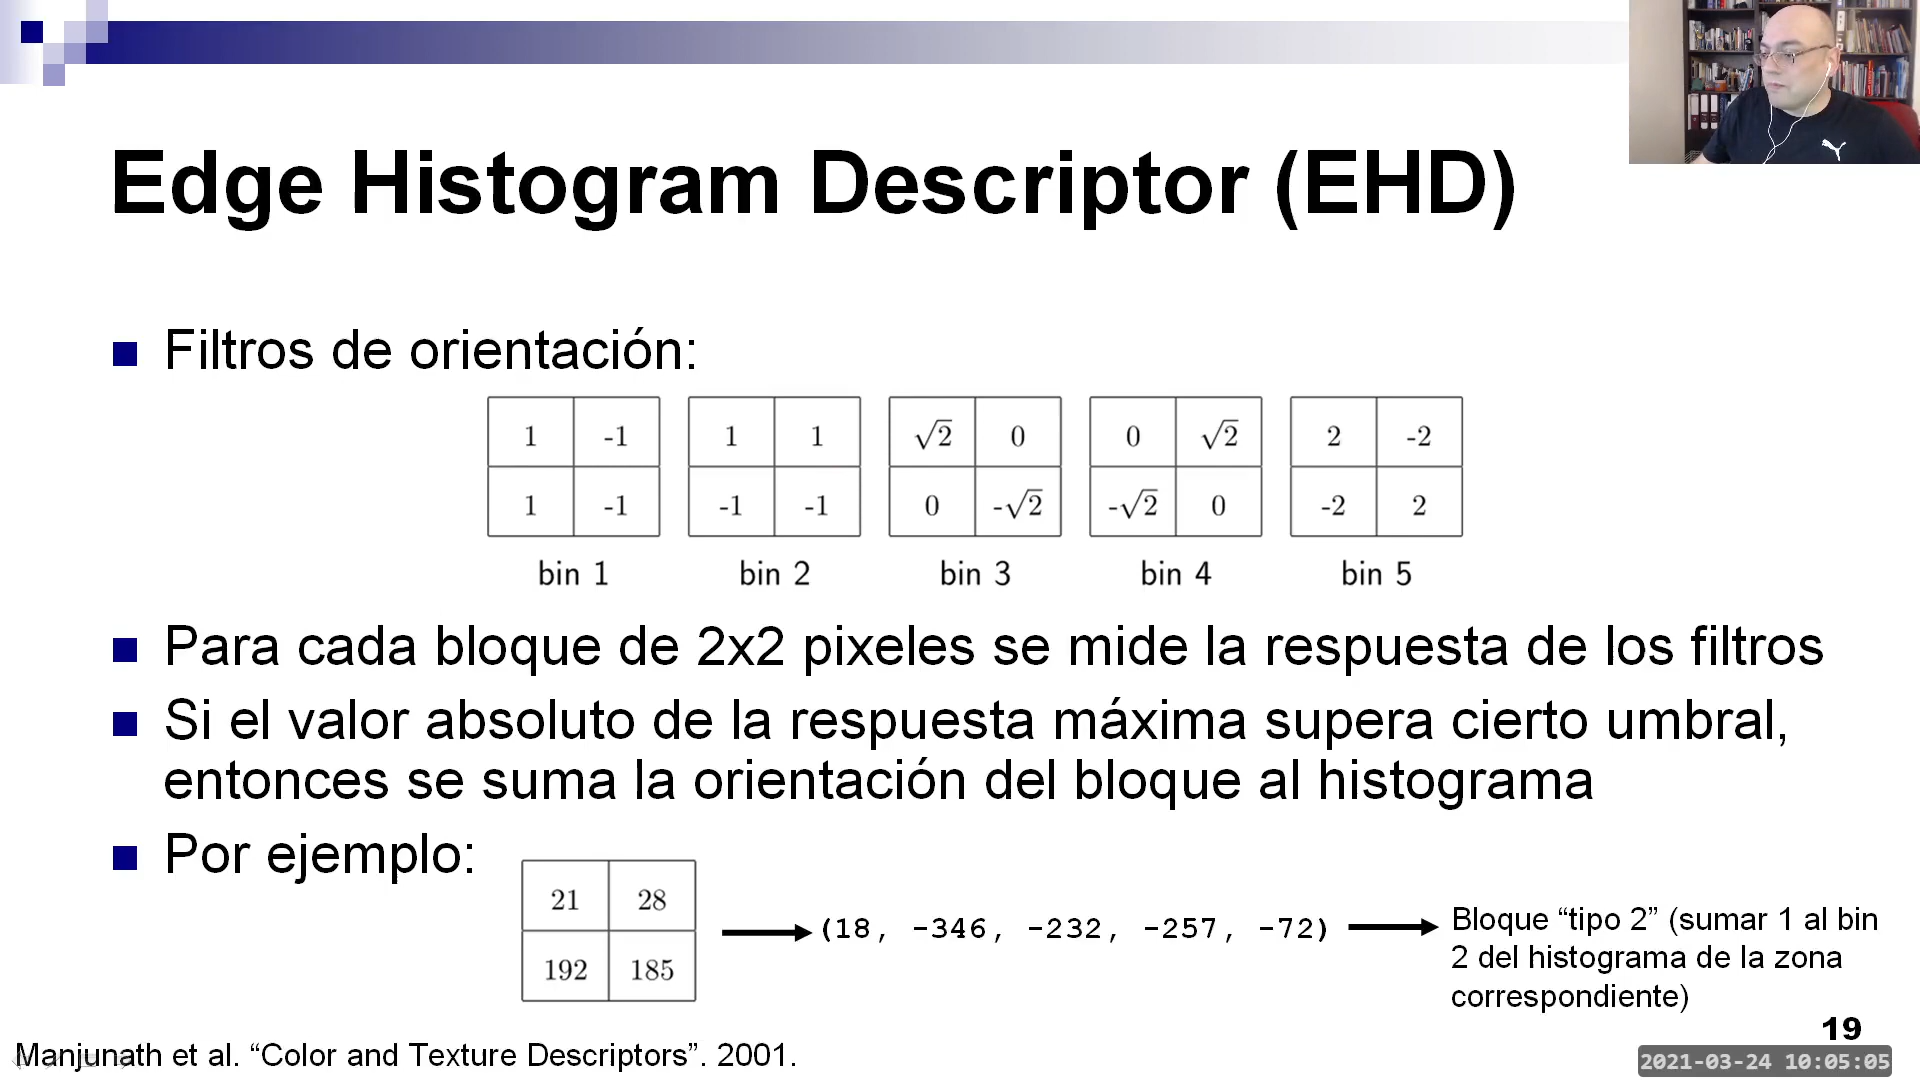 Edge Histogram Descriptor (EHD)
Filtros de orientación:
1 -1 1 1 √2 0 0 √2 2 -2
1 -1 -1 -1 0 -√2 -√2 0 -2 2
bin 1 bin 2 bin 3 bin 4 bin 5
Para cada bloque de 2x2 pixeles se mide la respuesta de los filtros
Si el valor absoluto de la respuesta máxima supera cierto umbral,
entonces se suma la orientación del bloque al histograma
Por ejemplo:
21 28
192 185
(18, -346, -232, -257, -72)
Bloque “tipo 2” (sumar 1 al bin
2 del histograma de la zona
correspondiente)
19
Manjunath et al. “Color and Texture Descriptors”. 2001.
2021-03-24 10:05:05